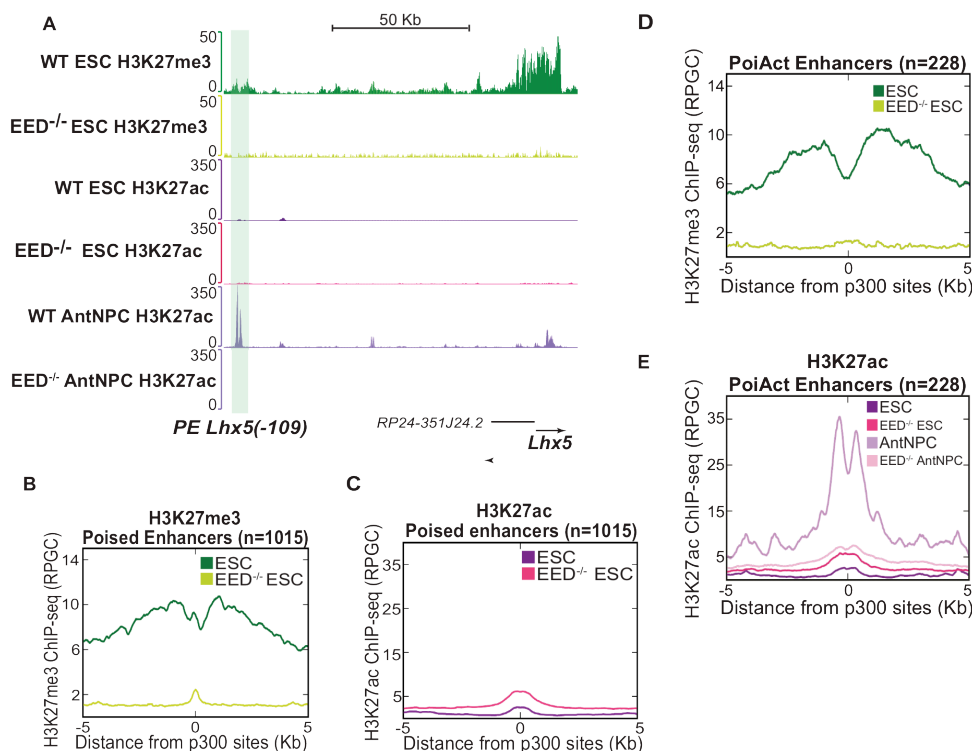 A
50 Kb
50
WT ESC H3K27me3
0
50
EED-/- ESC H3K27me3
0
350
WT ESC H3K27ac
0
350
EED-/- ESC H3K27ac
0
350
WT AntNPC H3K27ac
0
350
EED-/- AntNPC H3K27ac
0
PE Lhx5(-109)
RP24-351J24.2
Lhx5
B
H3K27me3
Poised Enhancers (n=1015)
H3K27me3 ChIP-seq (RPGC)
14
10
6
2
ESC
EED-/- ESC
-5
0
5
Distance from p300 sites (Kb)
C
H3K27ac
Poised enhancers (n=1015)
H3K27ac ChIP-seq (RPGC)
35
25
15
5
ESC
EED-/- ESC
-5
0
5
Distance from p300 sites (Kb)
D
PoiAct Enhancers (n=228)
H3K27me3 ChIP-seq (RPGC)
14
10
6
2
ESC
EED-/- ESC
-5
0
5
Distance from p300 sites (Kb)
E
H3K27ac
PoiAct Enhancers (n=228)
H3K27ac ChIP-seq (RPGC)
35
25
15
5
ESC
EED-/- ESC
AntNPC
EED-/- AntNPC
-5
0
5
Distance from p300 sites (Kb)